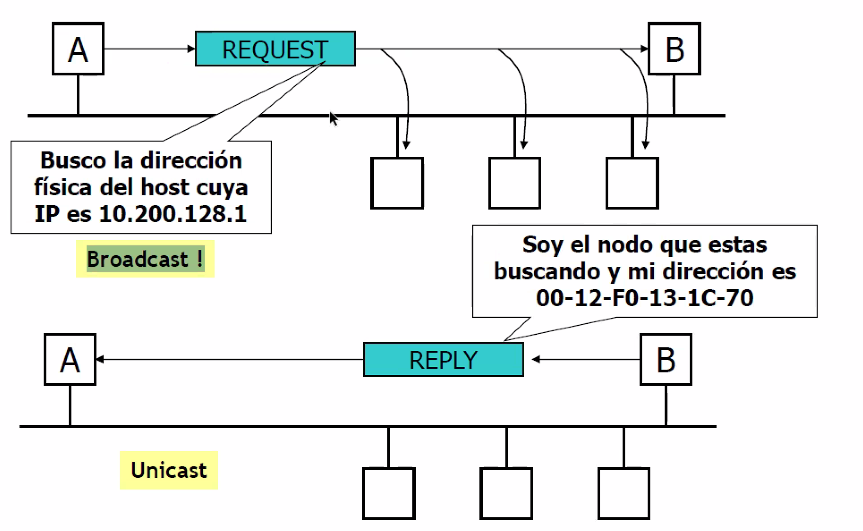 A
REQUEST
B
Busco la dirección
física del host cuya
IP es 10.200.128.1
Broadcast !
Soy el nodo que estas
buscando y mi dirección es
00-12-F0-13-1C-70
A
REPLY
B
Unicast